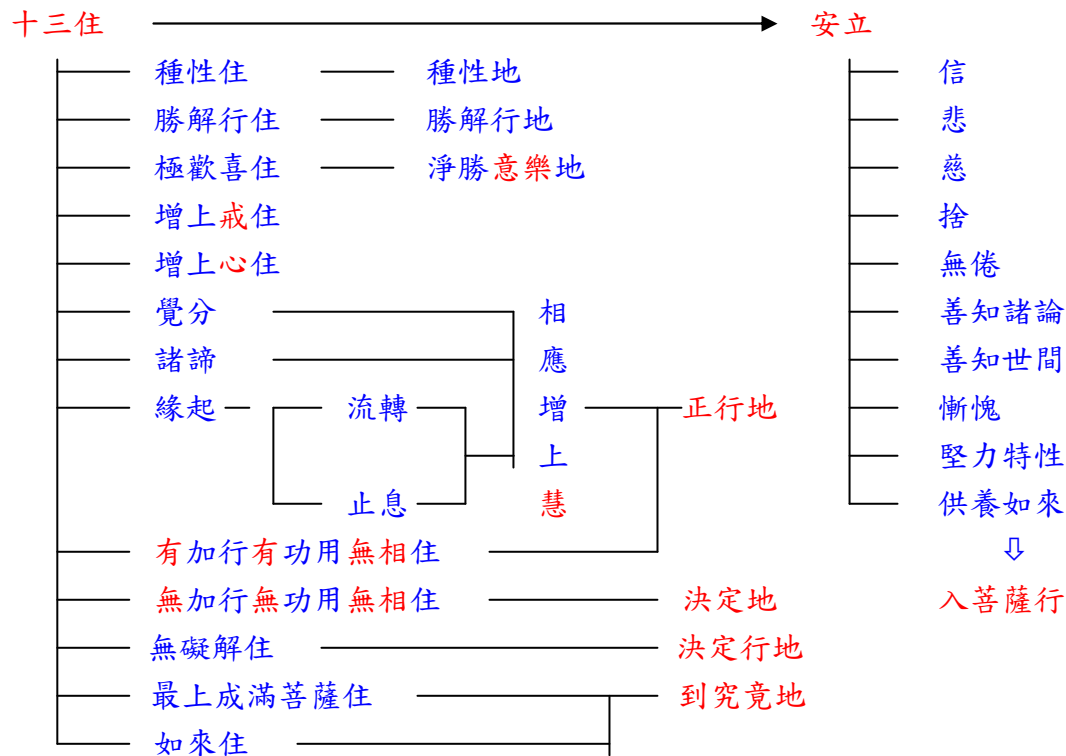 十三住 安立
種性住 種性地 信
勝解行住 勝解行地 悲
極歡喜住 淨勝意樂地 慈
增上戒住 捨
增上心住 無倦
覺分 相 善知諸論
諸諦 應 善知世間
緣起 流轉 增 正行地 慚愧
上 堅力特性
止息 慧 供養如來
有加行有功用無相住 ⇩
無加行無功用無相住 決定地 入菩薩行
無礙解住 決定行地
最上成滿菩薩住 到究竟地
如來住